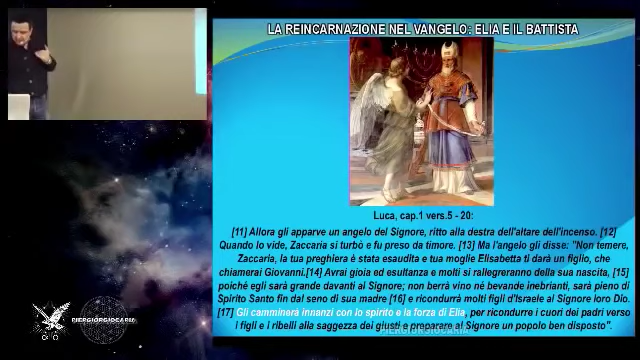 LA REINCARNAZIONE NEL VANGELO: ELIA E IL BATTISTA
Luca, cap.1 vers.5 - 20:
[11] Allora gli apparve un angelo del Signore, ritto alla destra dell'altare dell'incenso. [12]
Quando lo vide, Zaccaria si turbò e fu preso da timore. [13] Ma l'angelo gli disse: "Non temere,
Zaccaria, la tua preghiera è stata esaudita e tua moglie Elisabetta ti darà un figlio, che
chiamerai Giovanni.[14] Avrai gioia ed esultanza e molti si rallegreranno della sua nascita, [15]
poiché egli sarà grande davanti al Signore; non berrà vino né bevande inebrianti, sarà pieno di
Spirito Santo fin dal seno di sua madre [16] e ricondurrà molti figli d'Israele al Signore loro Dio.
[17] Gli camminerà innanzi con lo spirito e la forza di Elia, per ricondurre i cuori dei padri verso
i figli e i ribelli alla saggezza dei giusti e preparare al Signore un popolo ben disposto".
PIERGIORGIOCARIA
PIERGIORGIOCARIA